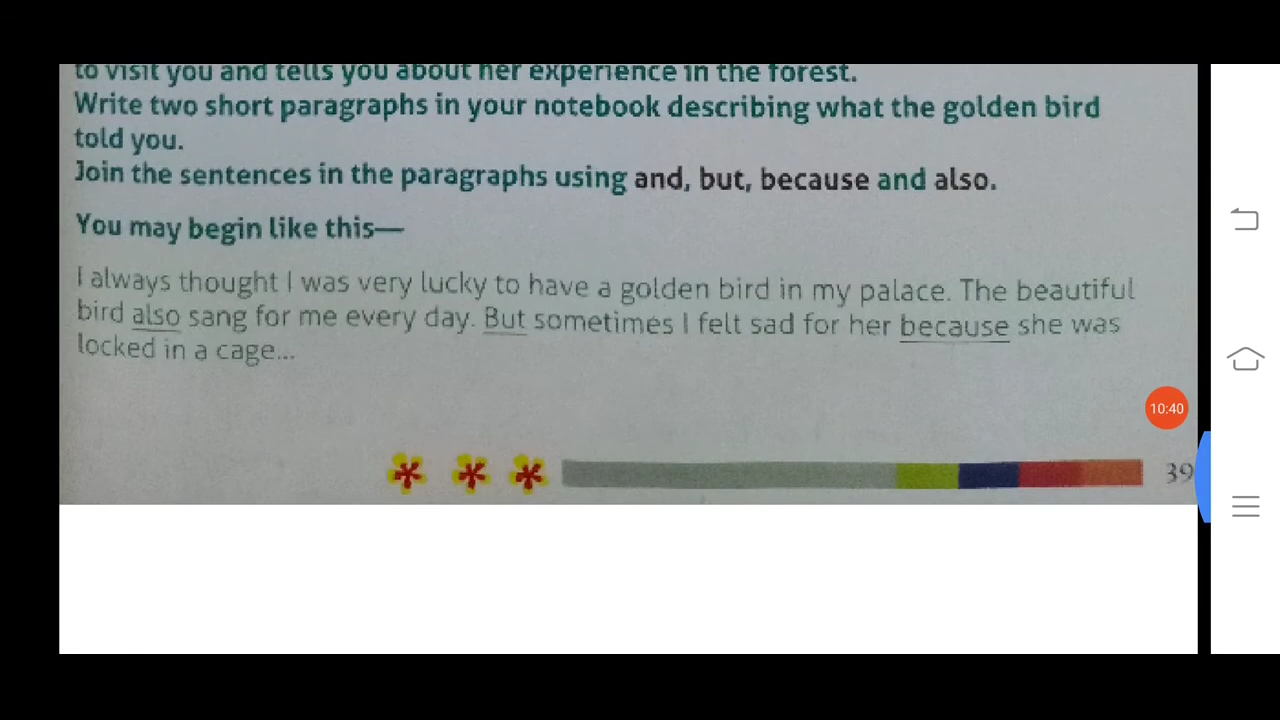 to visit you and tells you about her experience in the forest.
Write two short paragraphs in your notebook describing what the golden bird
told you.
Join the sentences in the paragraphs using and, but, because and also.
You may begin like this—
I always thought I was very lucky to have a golden bird in my palace. The beautiful
bird also sang for me every day. But sometimes I felt sad for her because she was
locked in a cage...
10:40
39